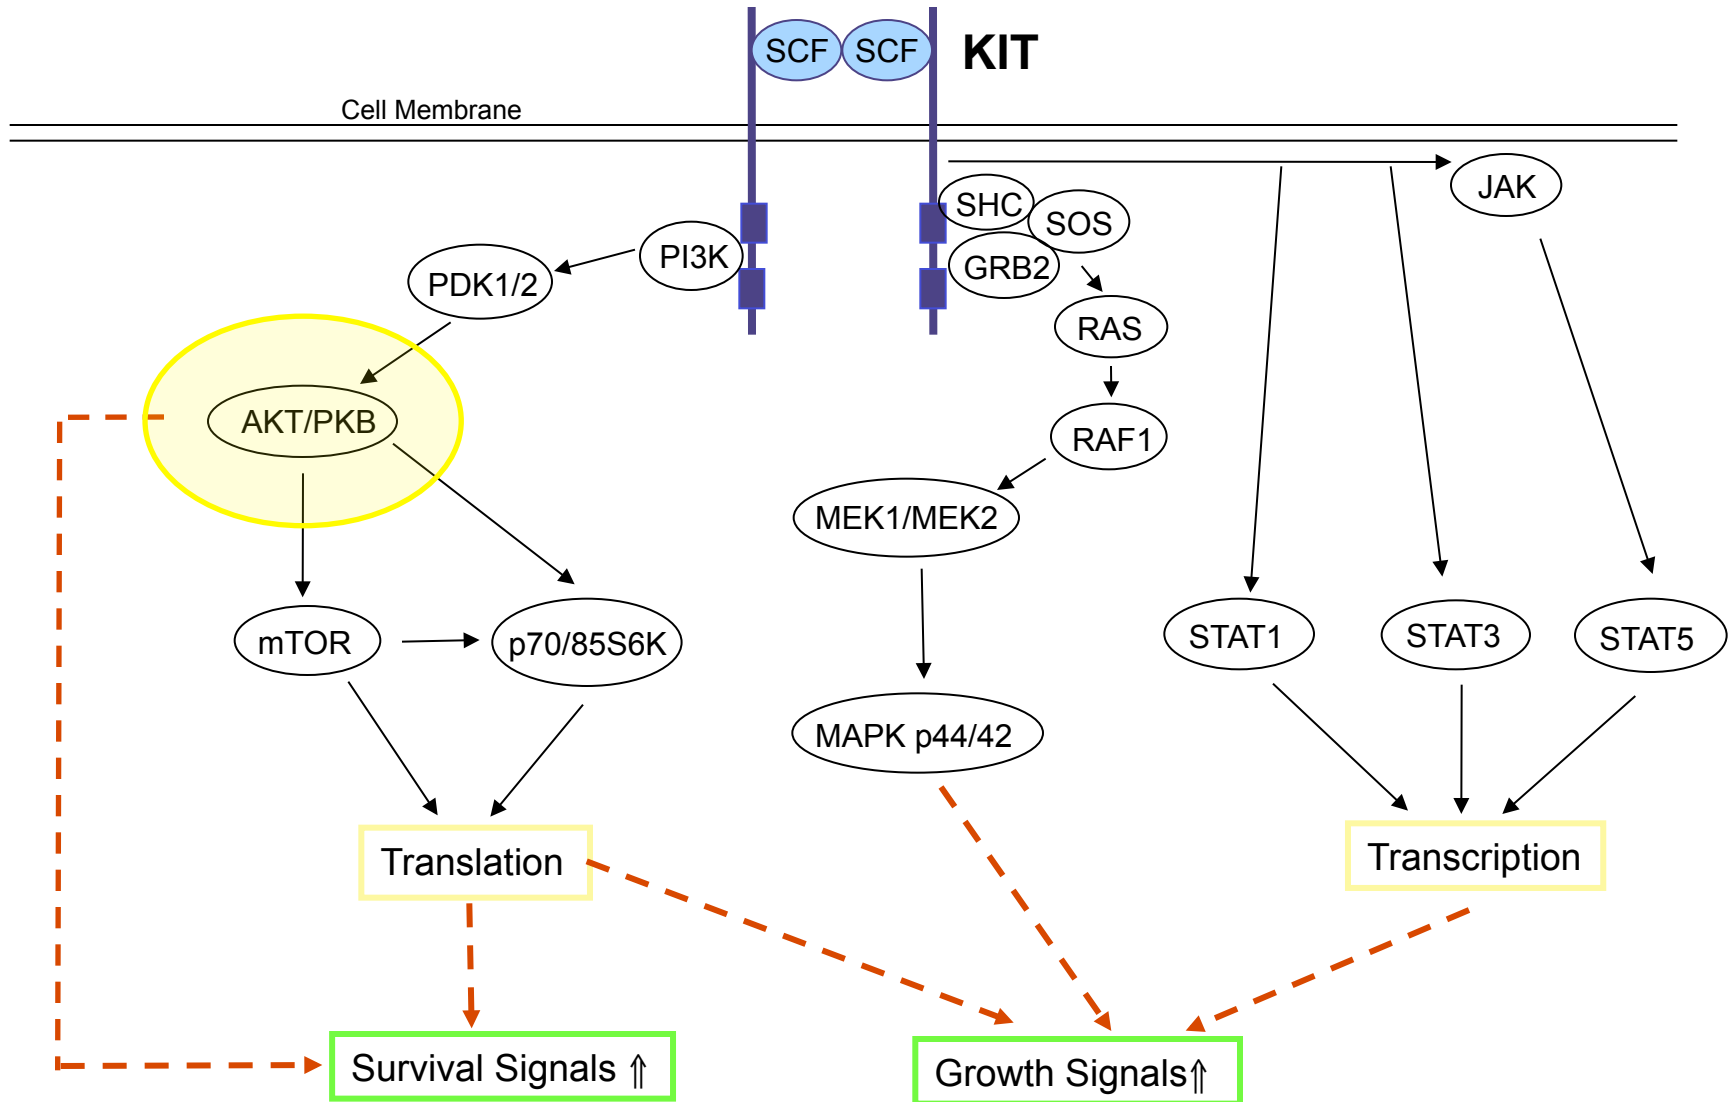 SCF SCF KIT
Cell Membrane
JAK
SHC
SOS
PI3K
GRB2
PDK1/2
RAS
AKT/PKB
RAF1
MEK1/MEK2
mTOR
p70/85S6K
STAT1
STAT3
STAT5
MAPK p44/42
Translation
Transcription
Survival Signals ⇑
Growth Signals⇑